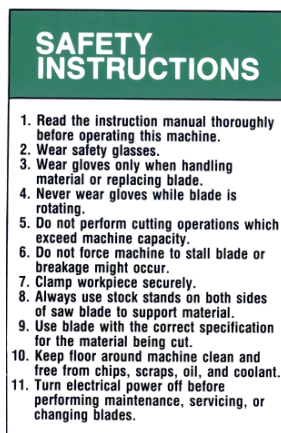 SAFETY
INSTRUCTIONS
1. Read the instruction manual thoroughly
before operating this machine.
2. Wear safety glasses.
3. Wear gloves only when handling
material or replacing blade.
4. Never wear gloves while blade is
rotating.
5. Do not perform cutting operations which
exceed machine capacity.
6. Do not force machine to stall blade or
breakage might occur.
7. Clamp workpiece securely.
8. Always use stock stands on both sides
of saw blade to support material.
9. Use blade with the correct specification
for the material being cut.
10. Keep floor around machine clean and
free from chips, scraps, oil, and coolant.
11. Turn electrical power off before
performing maintenance, servicing, or
changing blades.